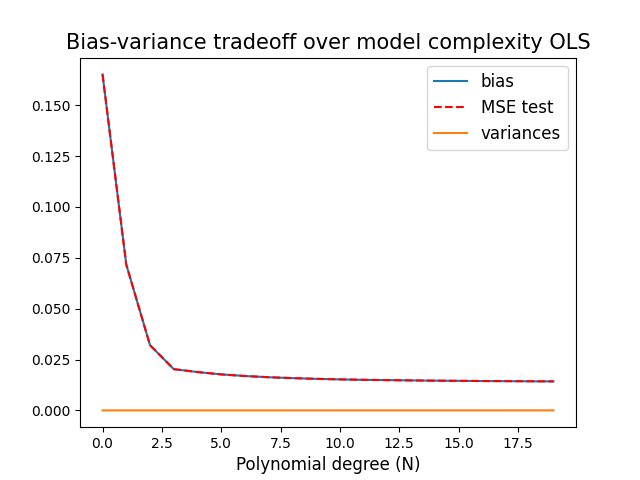 Bias-variance tradeoff over model complexity OLS
bias
MSE test
variances
0.150
0.125
0.100
0.075
0.050
0.025
0.000
0.0 2.5 5.0 7.5 10.0 12.5 15.0 17.5
Polynomial degree (N)